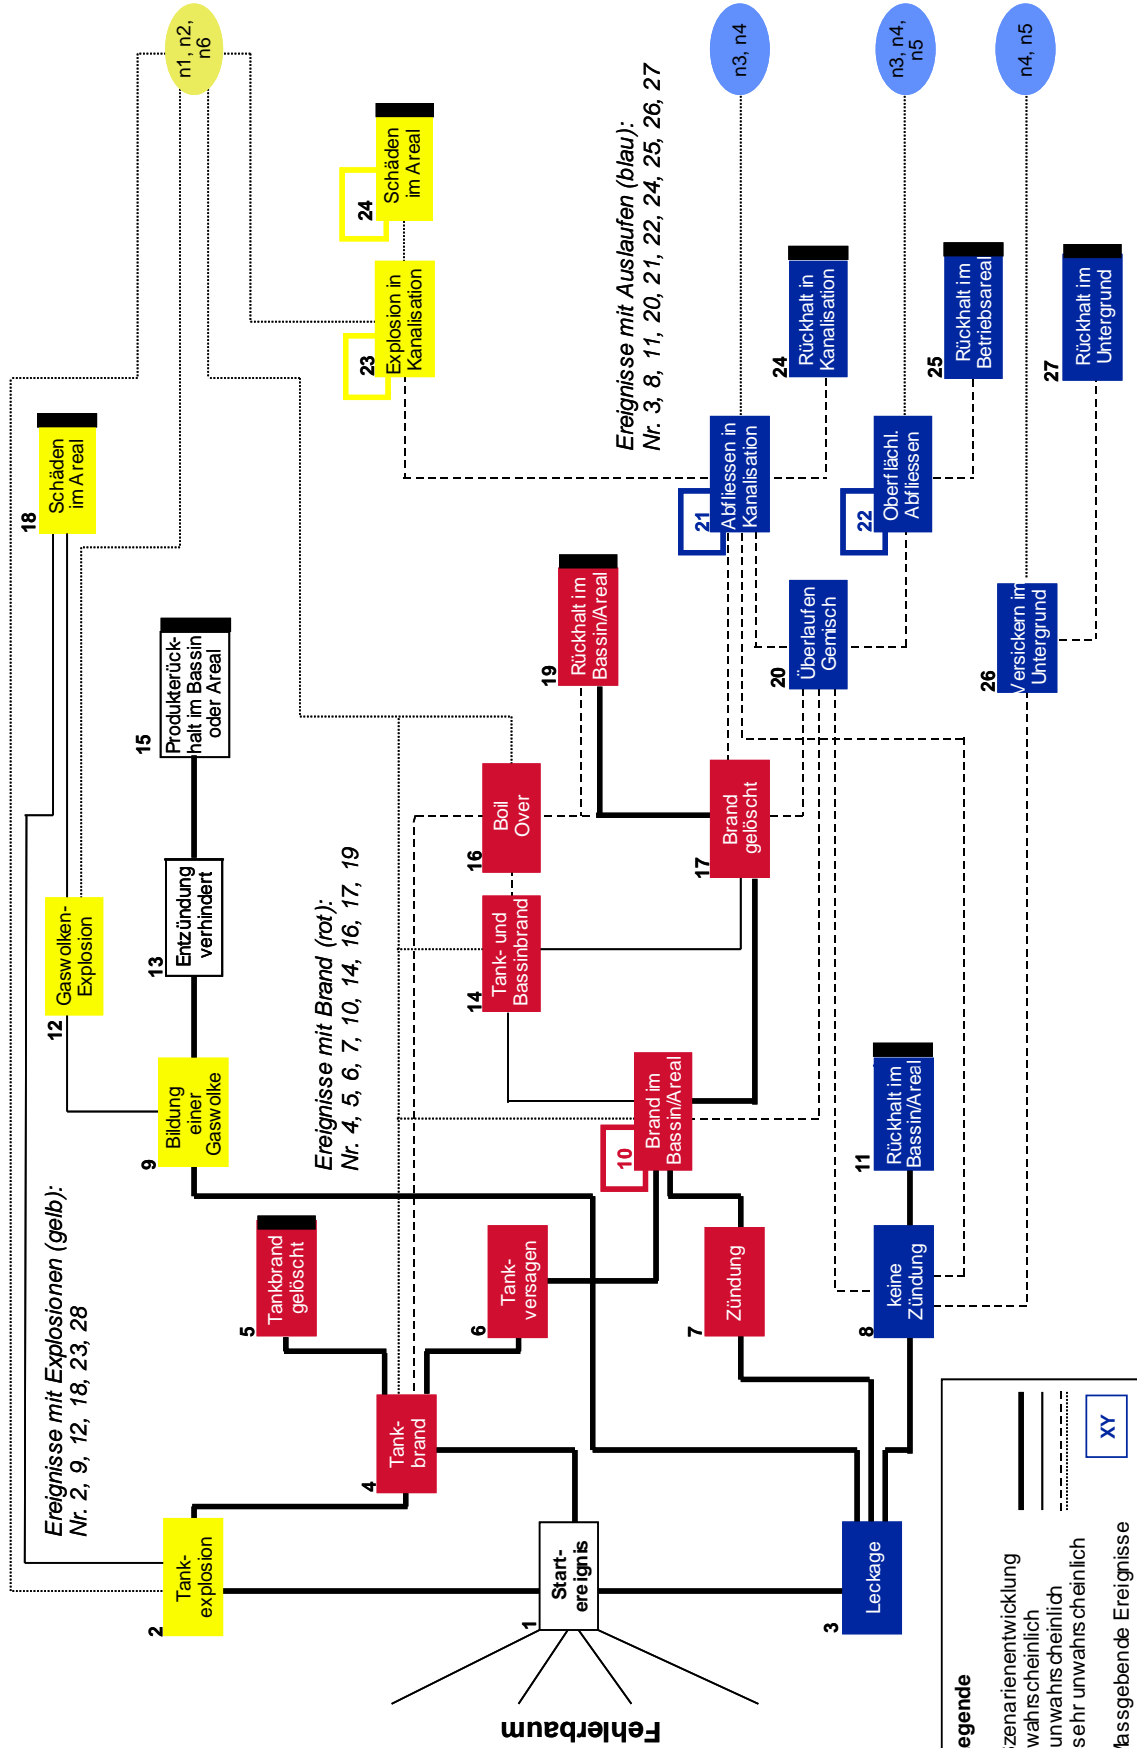 Fehlerbaum
1
Start-
ereignis
2
Tank-
explosion
3
Leckage
4
Tank-
brand
5
Tankbrand
gelöscht
6
Tank-
versagen
7
Zündung
8
keine
Zündung
9
Bildung
einer
Gaswolke
10
Brand im
Bassin/Areal
11
Rückhalt im
Bassin/Areal
12
Gaswolken-
Explosion
13
Entzündung
verhindert
14
Tank- und
Bassinbrand
15
Produkterück-
halt im Bassin
oder Areal
16
Boil
Over
17
Brand
gelöscht
18
Schäden
im Areal
19
Rückhalt im
Bassin/Areal
20
Überlaufen
Gemisch
21
Abfliessen in
Kanalisation
22
Oberflächl.
Abfliessen
23
Explosion in
Kanalisation
24
Schäden
im Areal
24
Rückhalt in
Kanalisation
25
Rückhalt im
Betriebsareal
26
Versickern im
Untergrund
27
Rückhalt im
Untergrund
n1, n2,
n6
n3, n4
n3, n4,
n5
n4, n5
Ereignisse mit Explosionen (gelb):
Nr. 2, 9, 12, 18, 23, 28
Ereignisse mit Brand (rot):
Nr. 4, 5, 6, 7, 10, 14, 16, 17, 19
Ereignisse mit Auslaufen (blau):
Nr. 3, 8, 11, 20, 21, 22, 24, 25, 26, 27
egende
Szenarienentwicklung
wahrscheinlich
unwahrscheinlich
sehr unwahrscheinlich
Massgebende Ereignisse
XY